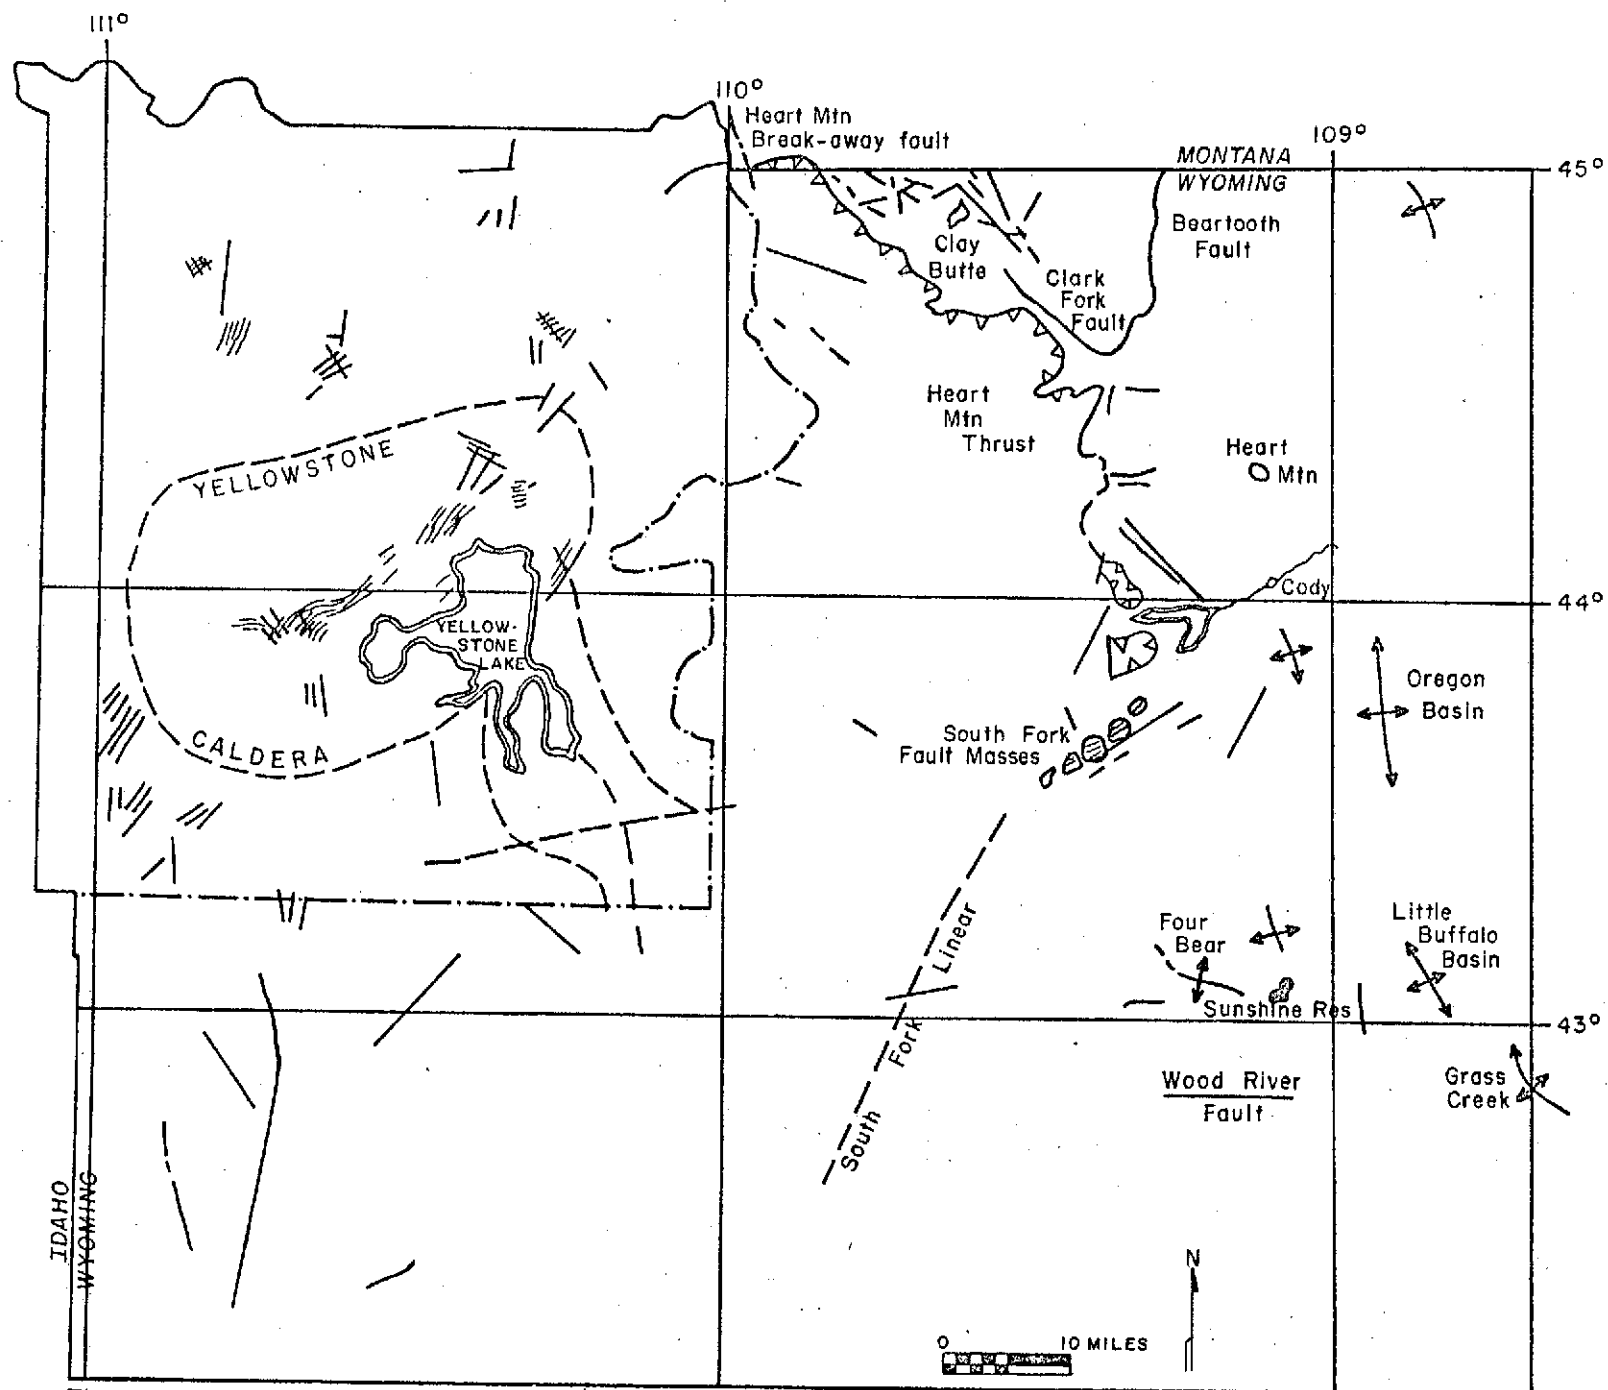 111°
110°
Heart Mtn
Break-away fault
109°
MONTANA
WYOMING
45°
Beartooth
Fault
Clay
Butte
Clark
Fork
Fault
Heart
Mtn
Thrust
Heart
Mtn
YELLOWSTONE
CALDERA
Cody
44°
YELLOW-
STONE
LAKE
Oregon
Basin
South Fork
Fault Masses
Four
Bear
Little
Buffalo
Basin
Sunshine Res
43°
South Fork Linear
Wood River
Fault
Grass
Creek
IDAHO
WYOMING
N
0 10 MILES